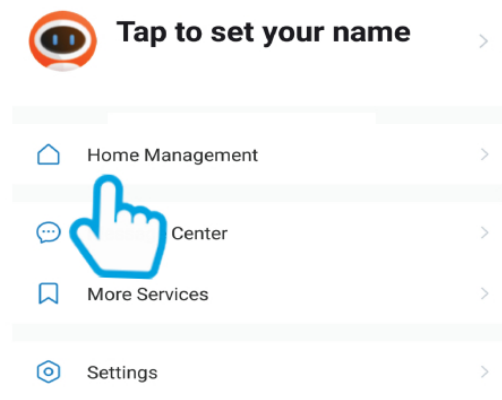 Tap to set your name
Home Management
Center
More Services
Settings